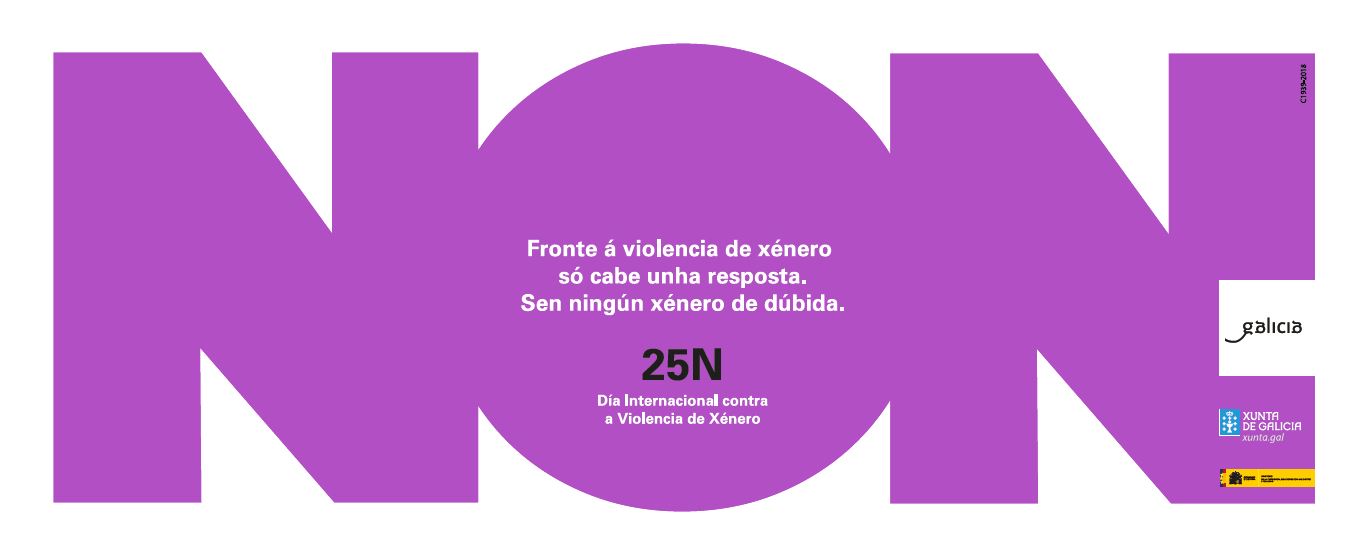 NON
C1939-2018
Fronte á violencia de xénero
só cabe unha resposta.
Sen ningún xénero de dúbida.
25N
Día Internacional contra
a Violencia de Xénero
galicia
XUNTA
DE GALICIA
xunta.gal